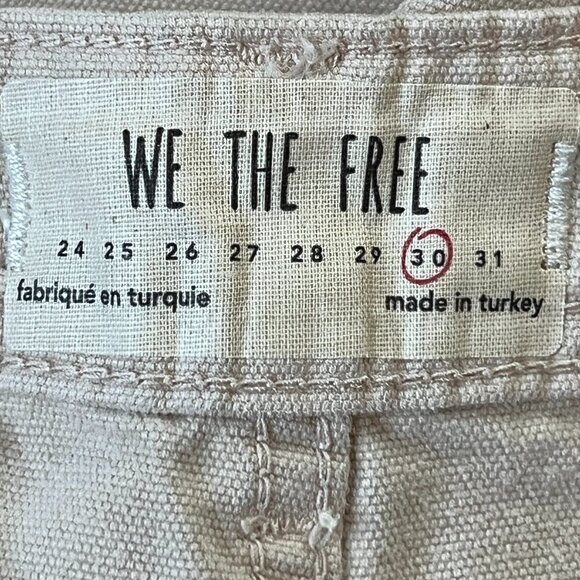 WE THE FREE
24 25 26 27 28 29 30 31
fabriqué en turquie made in turkey